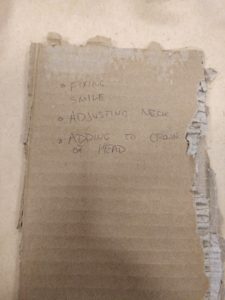 • FIXING
SMILE
• ADJUSTING NECK
• ADDING TO CROWN
OF HEAD